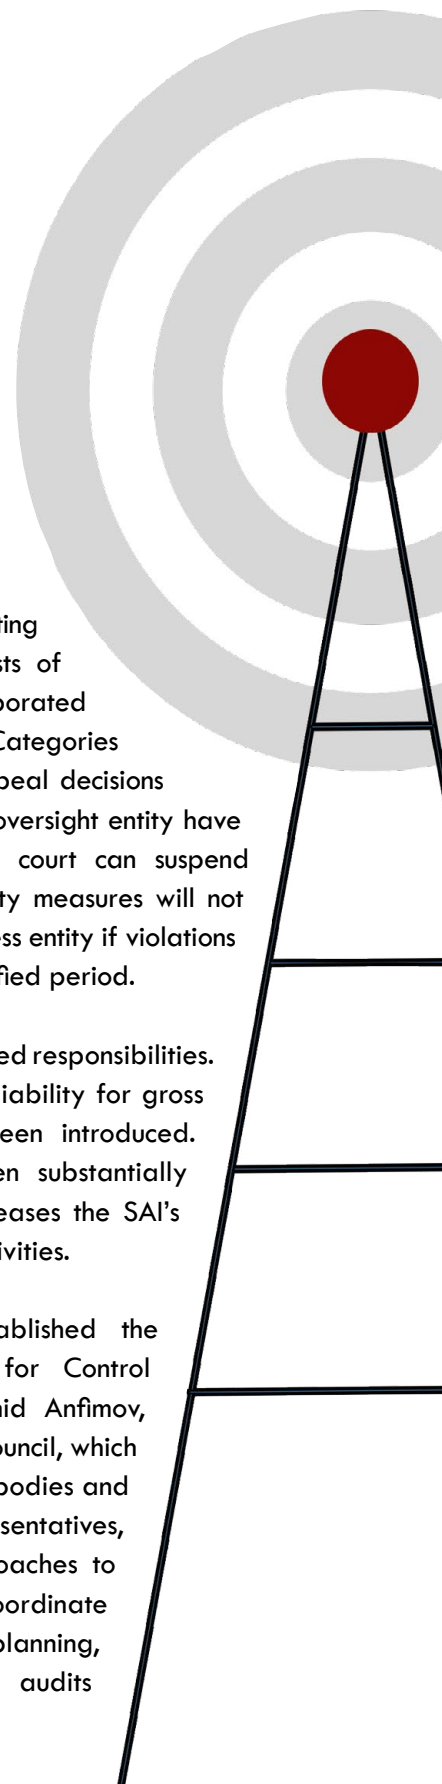 ting
sts of
porated
Categories
peal decisions
oversight entity have
court can suspend
ty measures will not
ess entity if violations
fied period.
ed responsibilities.
iability for gross
een introduced.
en substantially
eases the SAI's
ivities.
ablished the
for Control
nid Anfimov,
ouncil, which
bodies and
sentatives,
oaches to
oordinate
planning,
audits